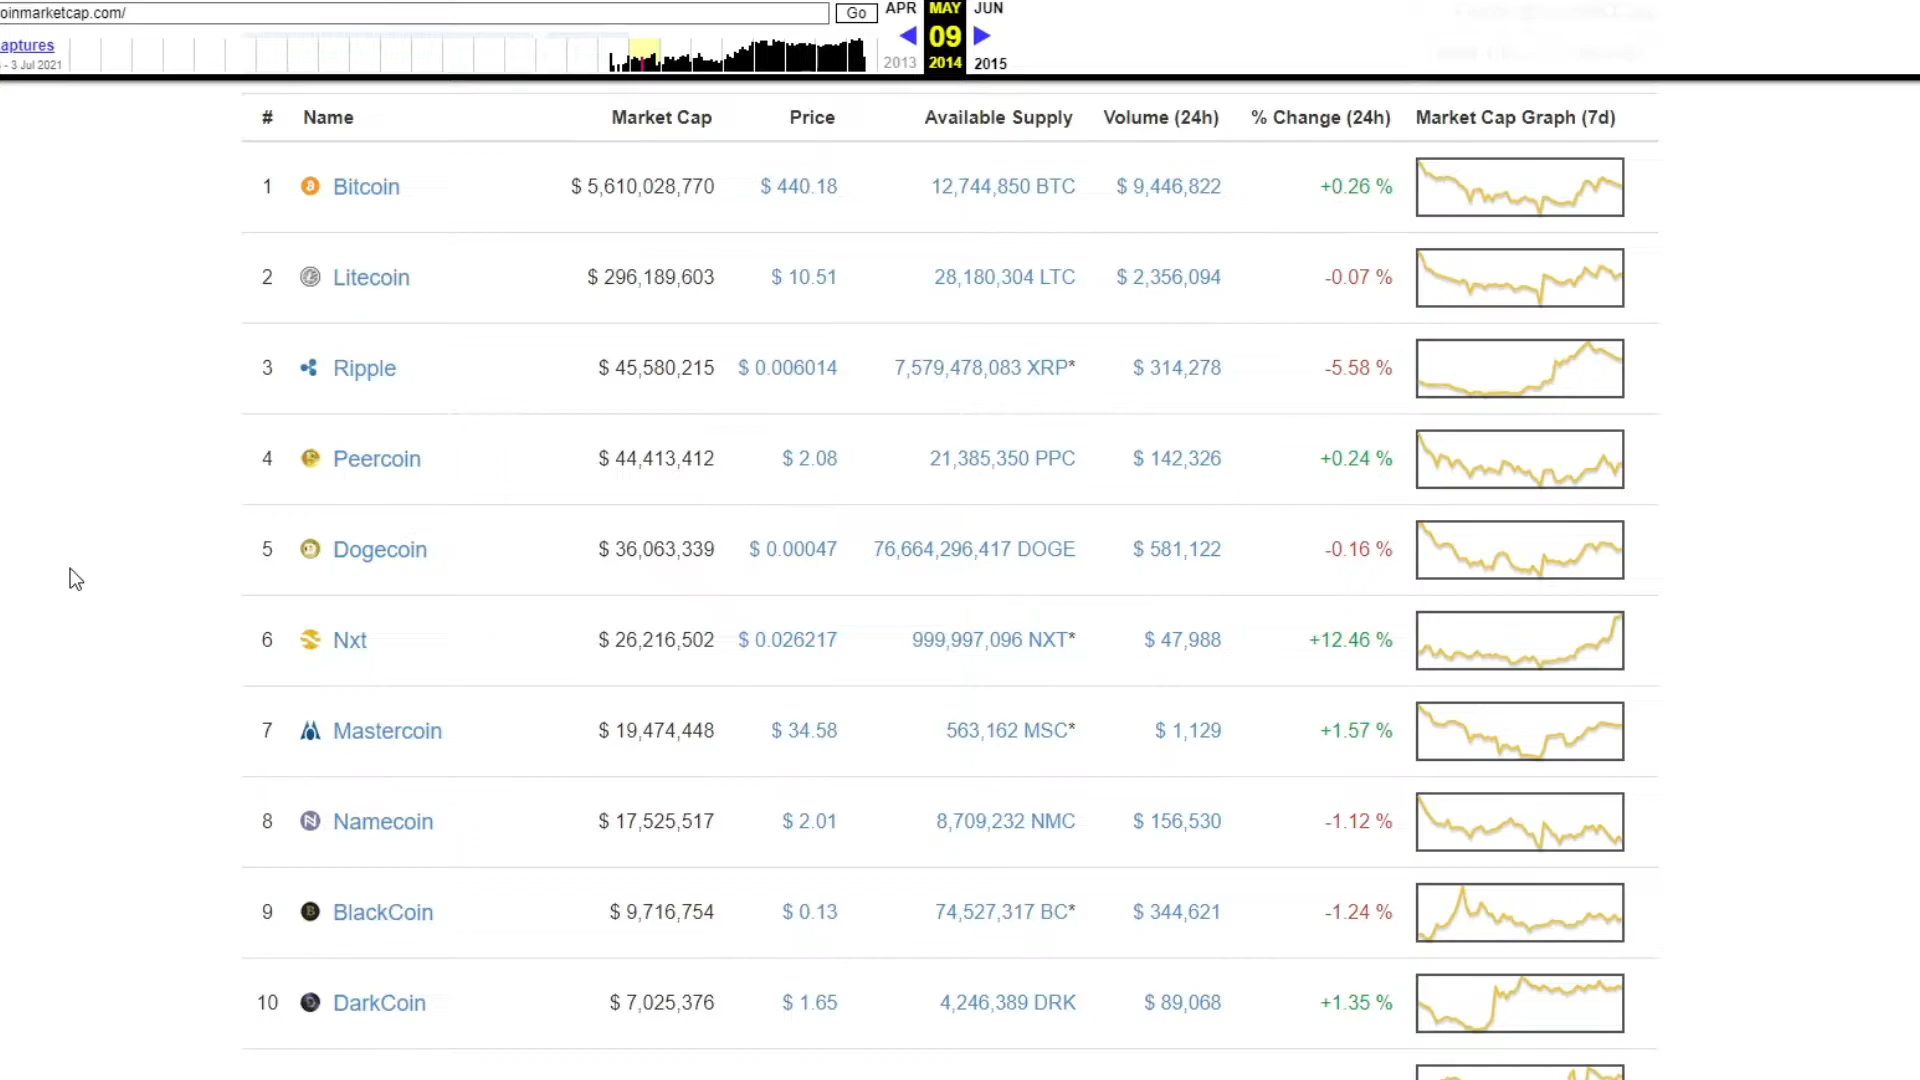 oinmarketcap.com/ Go APR MAY JUN
aptures 09
- 3 Jul 2021 2013 2014 2015
# Name Market Cap Price Available Supply Volume (24h) % Change (24h) Market Cap Graph (7d)
1 Bitcoin $ 5,610,028,770 $ 440.18 12,744,850 BTC $ 9,446,822 +0.26 %
2 Litecoin $ 296,189,603 $ 10.51 28,180,304 LTC $ 2,356,094 -0.07 %
3 Ripple $ 45,580,215 $ 0.006014 7,579,478,083 XRP* $ 314,278 -5.58 %
4 Peercoin $ 44,413,412 $ 2.08 21,385,350 PPC $ 142,326 +0.24 %
5 Dogecoin $ 36,063,339 $ 0.00047 76,664,296,417 DOGE $ 581,122 -0.16 %
6 Nxt $ 26,216,502 $ 0.026217 999,997,096 NXT* $ 47,988 +12.46 %
7 Mastercoin $ 19,474,448 $ 34.58 563,162 MSC* $ 1,129 +1.57 %
8 Namecoin $ 17,525,517 $ 2.01 8,709,232 NMC $ 156,530 -1.12 %
9 BlackCoin $ 9,716,754 $ 0.13 74,527,317 BC* $ 344,621 -1.24 %
10 DarkCoin $ 7,025,376 $ 1.65 4,246,389 DRK $ 89,068 +1.35 %